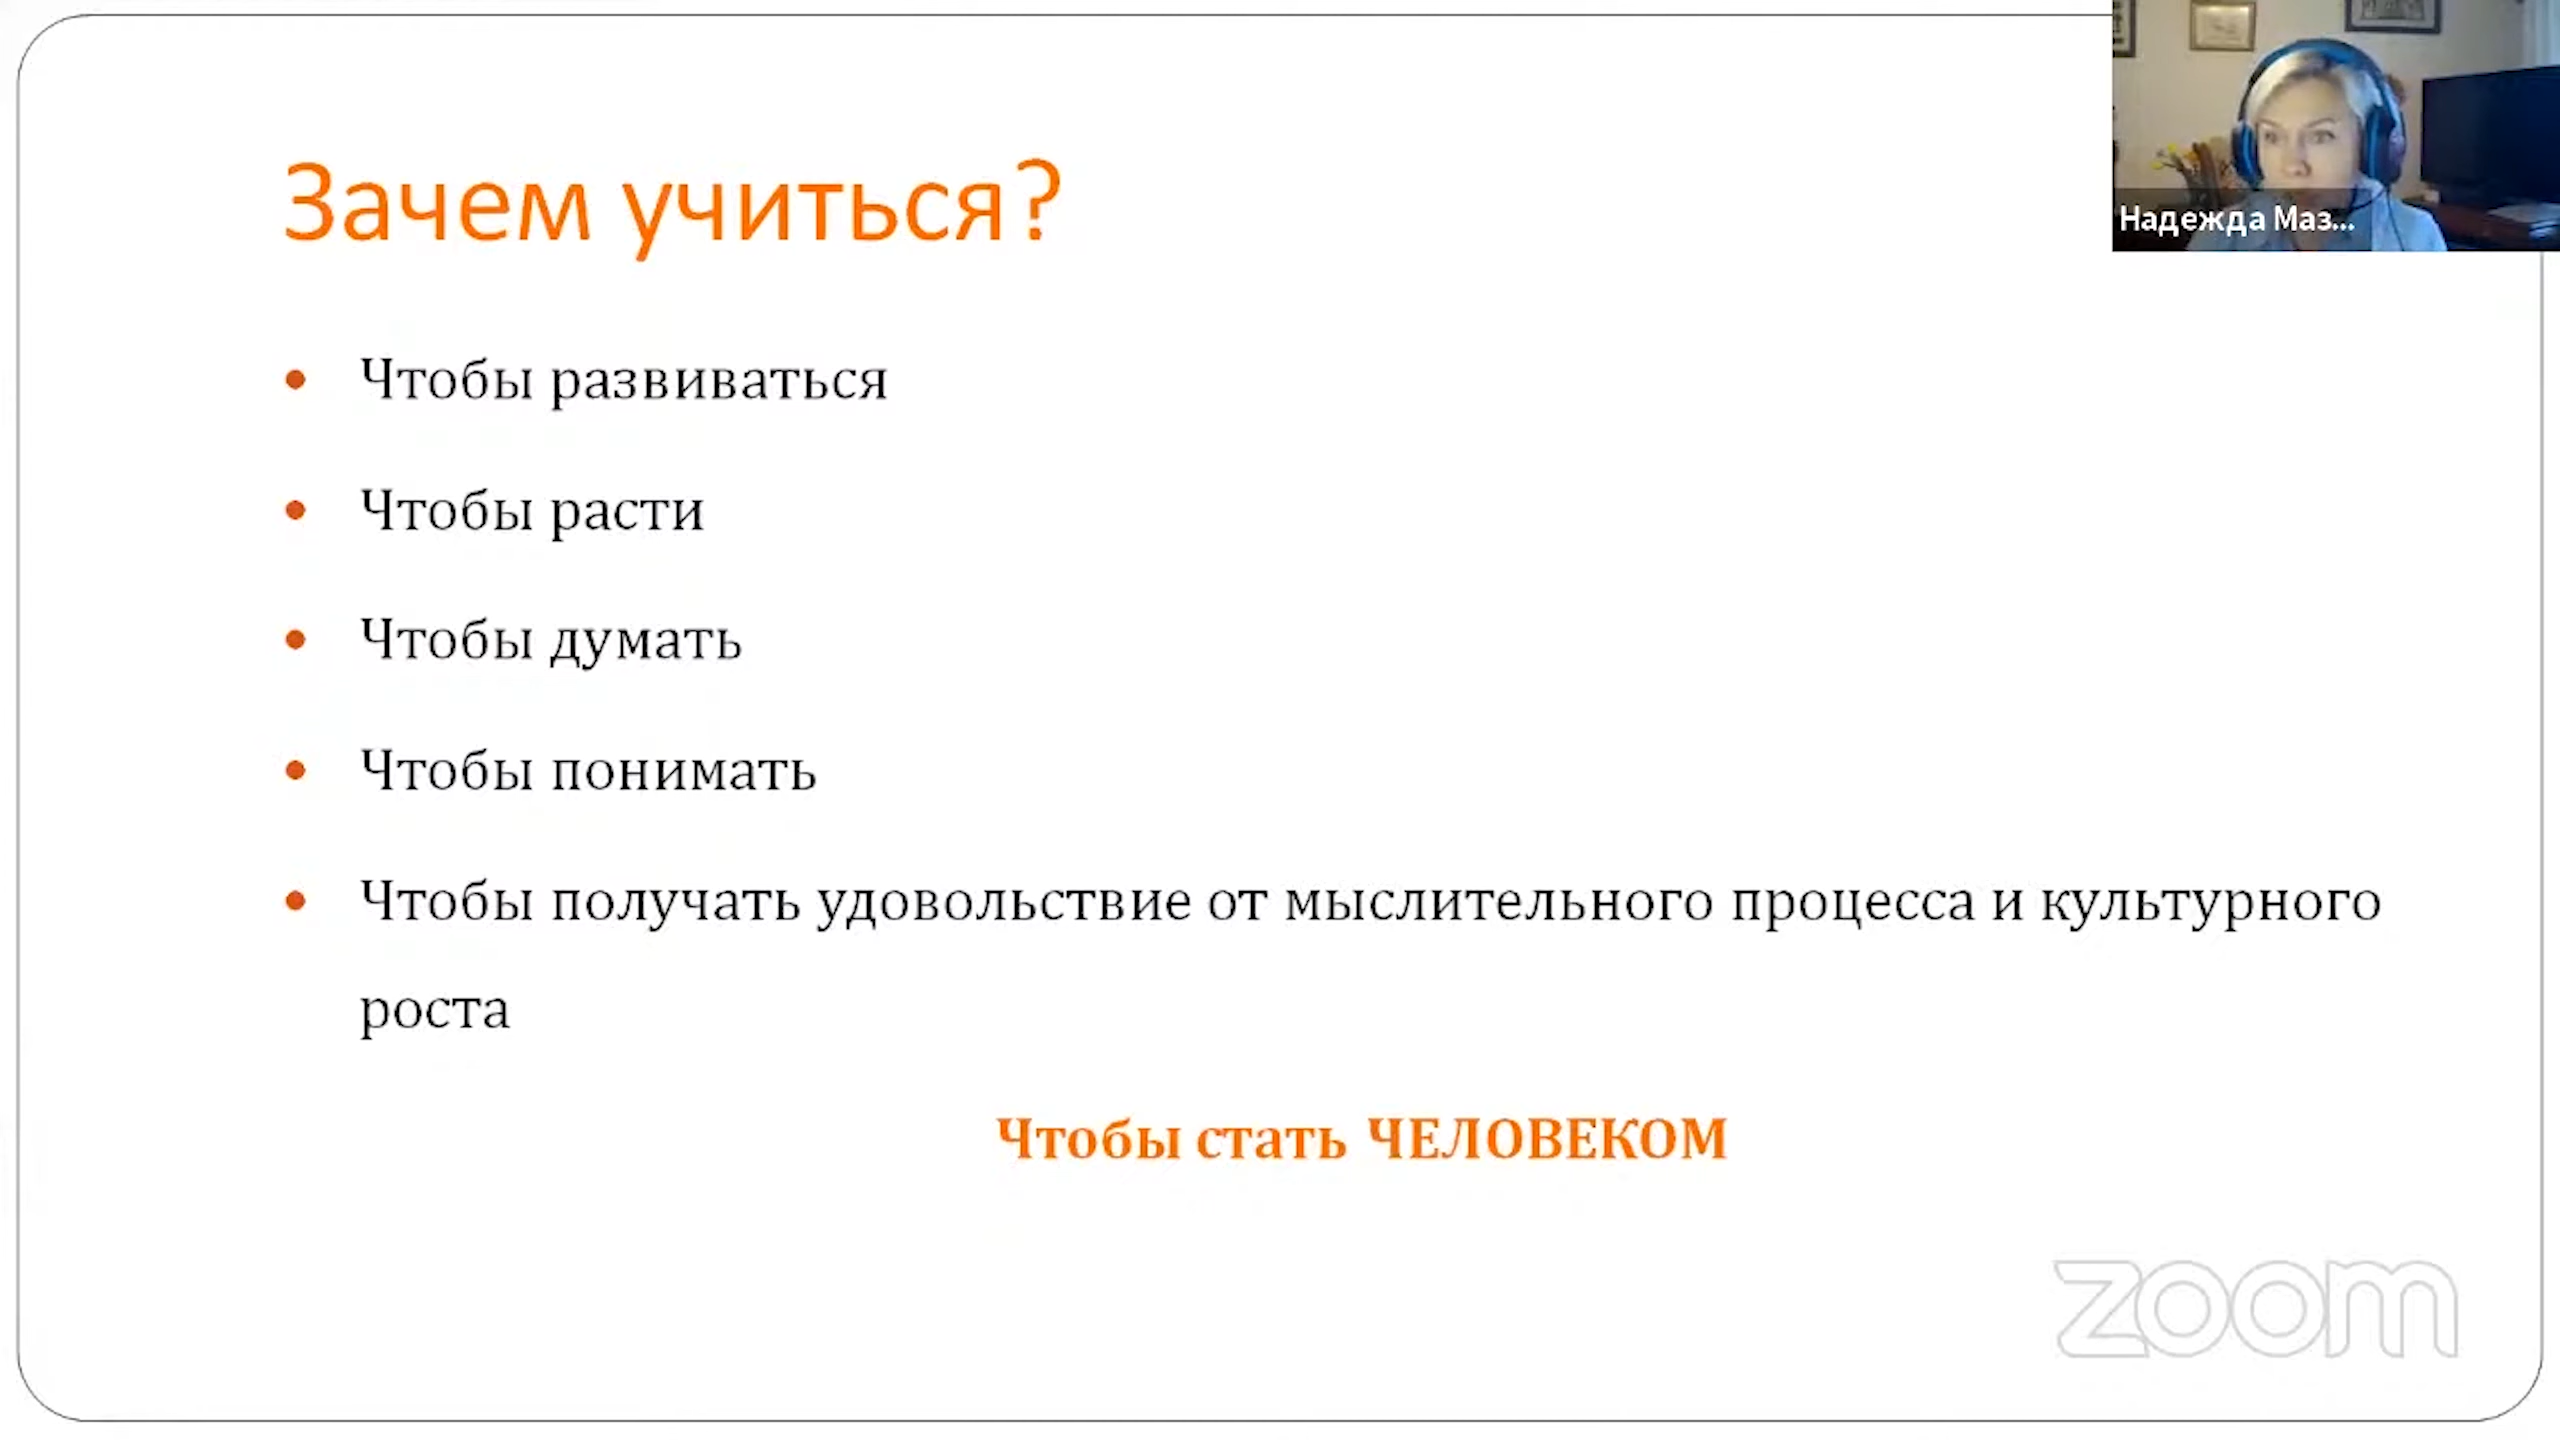 Зачем учиться?
Надежда Маз...
• Чтобы развиваться
• Чтобы расти
• Чтобы думать
• Чтобы понимать
• Чтобы получать удовольствие от мыслительного процесса и культурного
роста
Чтобы стать ЧЕЛОВЕКОМ
zoom